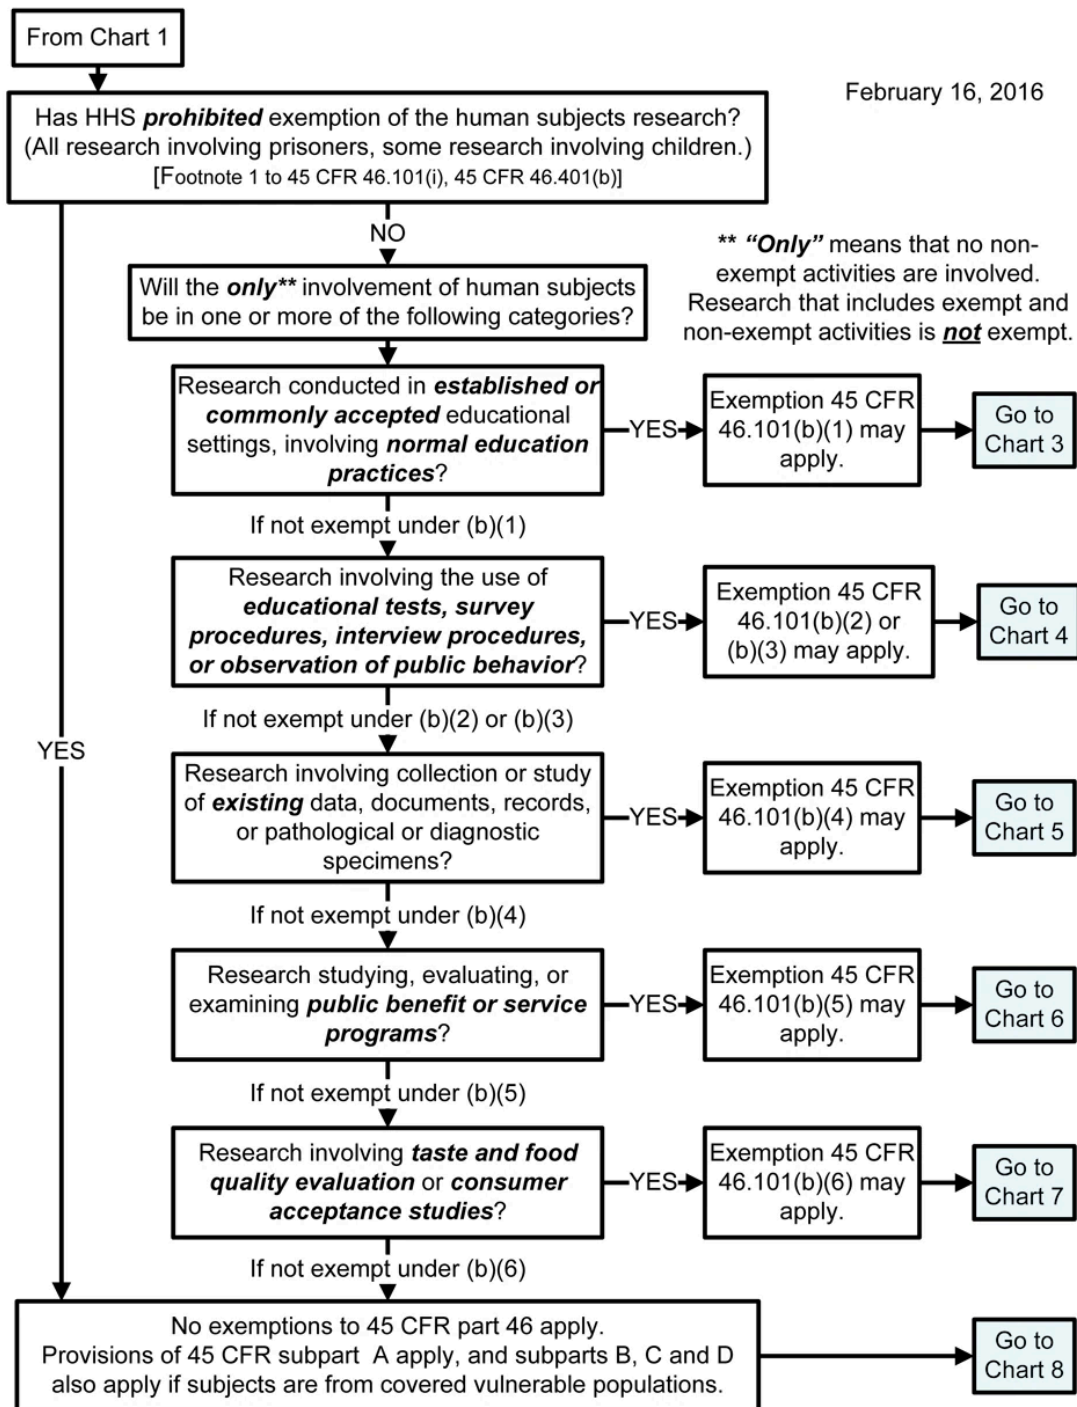 From Chart 1
February 16, 2016
Has HHS prohibited exemption of the human subjects research?
(All research involving prisoners, some research involving children.)
[Footnote 1 to 45 CFR 46.101(i), 45 CFR 46.401(b)]
NO
** “Only” means that no non-
exempt activities are involved.
Research that includes exempt and
non-exempt activities is not exempt.
Will the only** involvement of human subjects
be in one or more of the following categories?
Research conducted in established or
commonly accepted educational
settings, involving normal education
practices?
YES
Exemption 45 CFR
46.101(b)(1) may
apply.
Go to
Chart 3
If not exempt under (b)(1)
Research involving the use of
educational tests, survey
procedures, interview procedures,
or observation of public behavior?
YES
Exemption 45 CFR
46.101(b)(2) or
(b)(3) may apply.
Go to
Chart 4
If not exempt under (b)(2) or (b)(3)
YES
Research involving collection or study
of existing data, documents, records,
or pathological or diagnostic
specimens?
YES
Exemption 45 CFR
46.101(b)(4) may
apply.
Go to
Chart 5
If not exempt under (b)(4)
Research studying, evaluating, or
examining public benefit or service
programs?
YES
Exemption 45 CFR
46.101(b)(5) may
apply.
Go to
Chart 6
If not exempt under (b)(5)
Research involving taste and food
quality evaluation or consumer
acceptance studies?
YES
Exemption 45 CFR
46.101(b)(6) may
apply.
Go to
Chart 7
If not exempt under (b)(6)
No exemptions to 45 CFR part 46 apply.
Provisions of 45 CFR subpart A apply, and subparts B, C and D
also apply if subjects are from covered vulnerable populations.
Go to
Chart 8